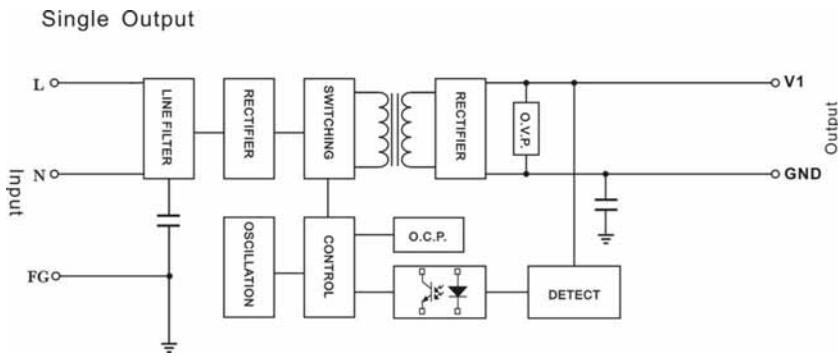 Single Output
L
N
FG
Input
LINE FILTER
RECTIFIER
SWITCHING
RECTIFIER
O.V.P.
V1
GND
Output
OSCILLATION
CONTROL
O.C.P.
DETECT